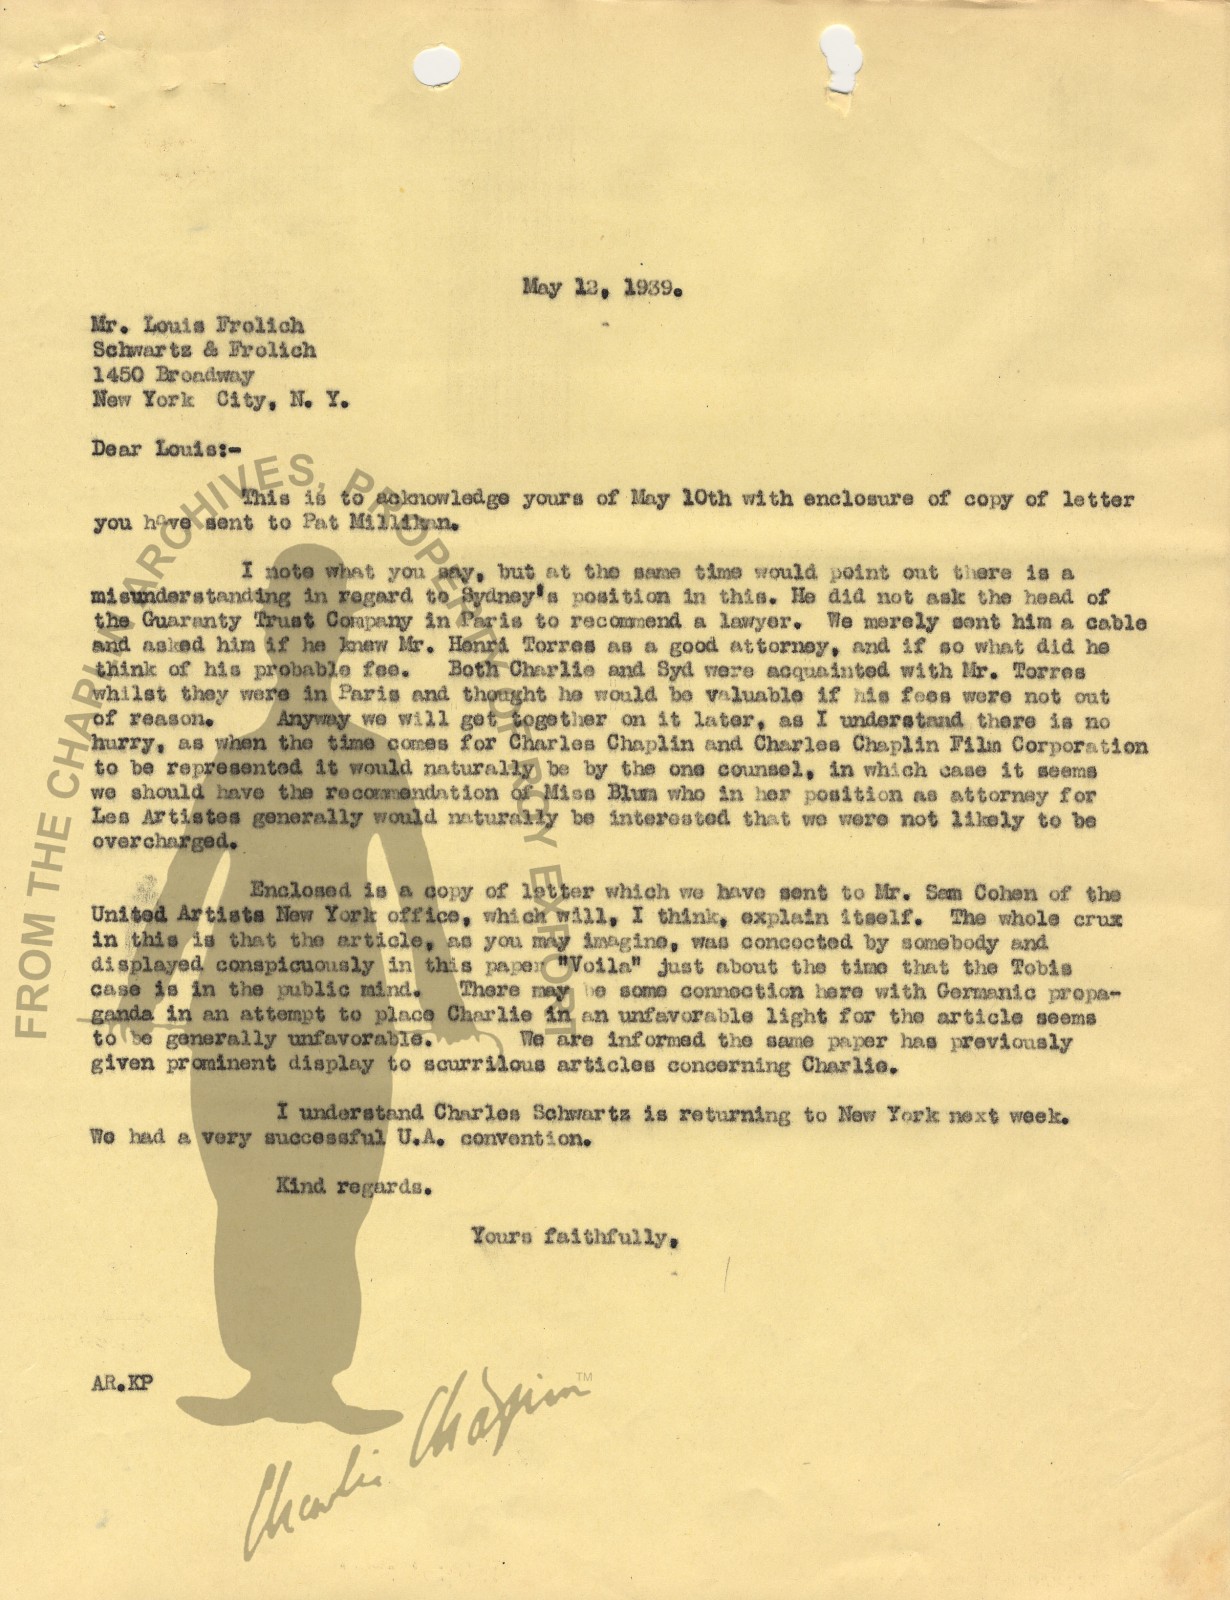 May 12, 1939.
Mr. Louis Frolich
Schwartz & Frolich
1450 Broadway
New York City, N. Y.
Dear Louis:-
This is to acknowledge yours of May 10th with enclosure of copy of letter
you have sent to Pat Millikan.
I note what you say, but at the same time would point out there is a
misunderstanding in regard to Sydney's position in this. He did not ask the head of
the Guaranty Trust Company in Paris to recommend a lawyer. We merely sent him a cable
and asked him if he knew Mr. Henri Torres as a good attorney, and if so what did he
think of his probable fee. Both Charlie and Syd were acquainted with Mr. Torres
whilst they were in Paris and thought he would be valuable if his fees were not out
of reason. Anyway we will get together on it later, as I understand there is no
hurry, as when the time comes for Charles Chaplin and Charles Chaplin Film Corporation
to be represented it would naturally be by the one counsel, in which case it seems
we should have the recommendation of Miss Blum who in her position as attorney for
Les Artistes generally would naturally be interested that we were not likely to be
overcharged.
Enclosed is a copy of letter which we have sent to Mr. Sam Cohen of the
United Artists New York office, which will, I think, explain itself. The whole crux
in this is that the article, as you may imagine, was concocted by somebody and
displayed conspicuously in this paper "Voila" just about the time that the Tobis
case is in the public mind. There may be some connection here with Germanic propa-
ganda in an attempt to place Charlie in an unfavorable light for the article seems
to be generally unfavorable. We are informed the same paper has previously
given prominent display to scurrilous articles concerning Charlie.
I understand Charles Schwartz is returning to New York next week.
We had a very successful U.A. convention.
Kind regards.
Yours faithfully,
AR.KP
Charlie Chaplin™
FROM THE CHAPLIN ARCHIVES, PROPERTY OF ROY EXPORT